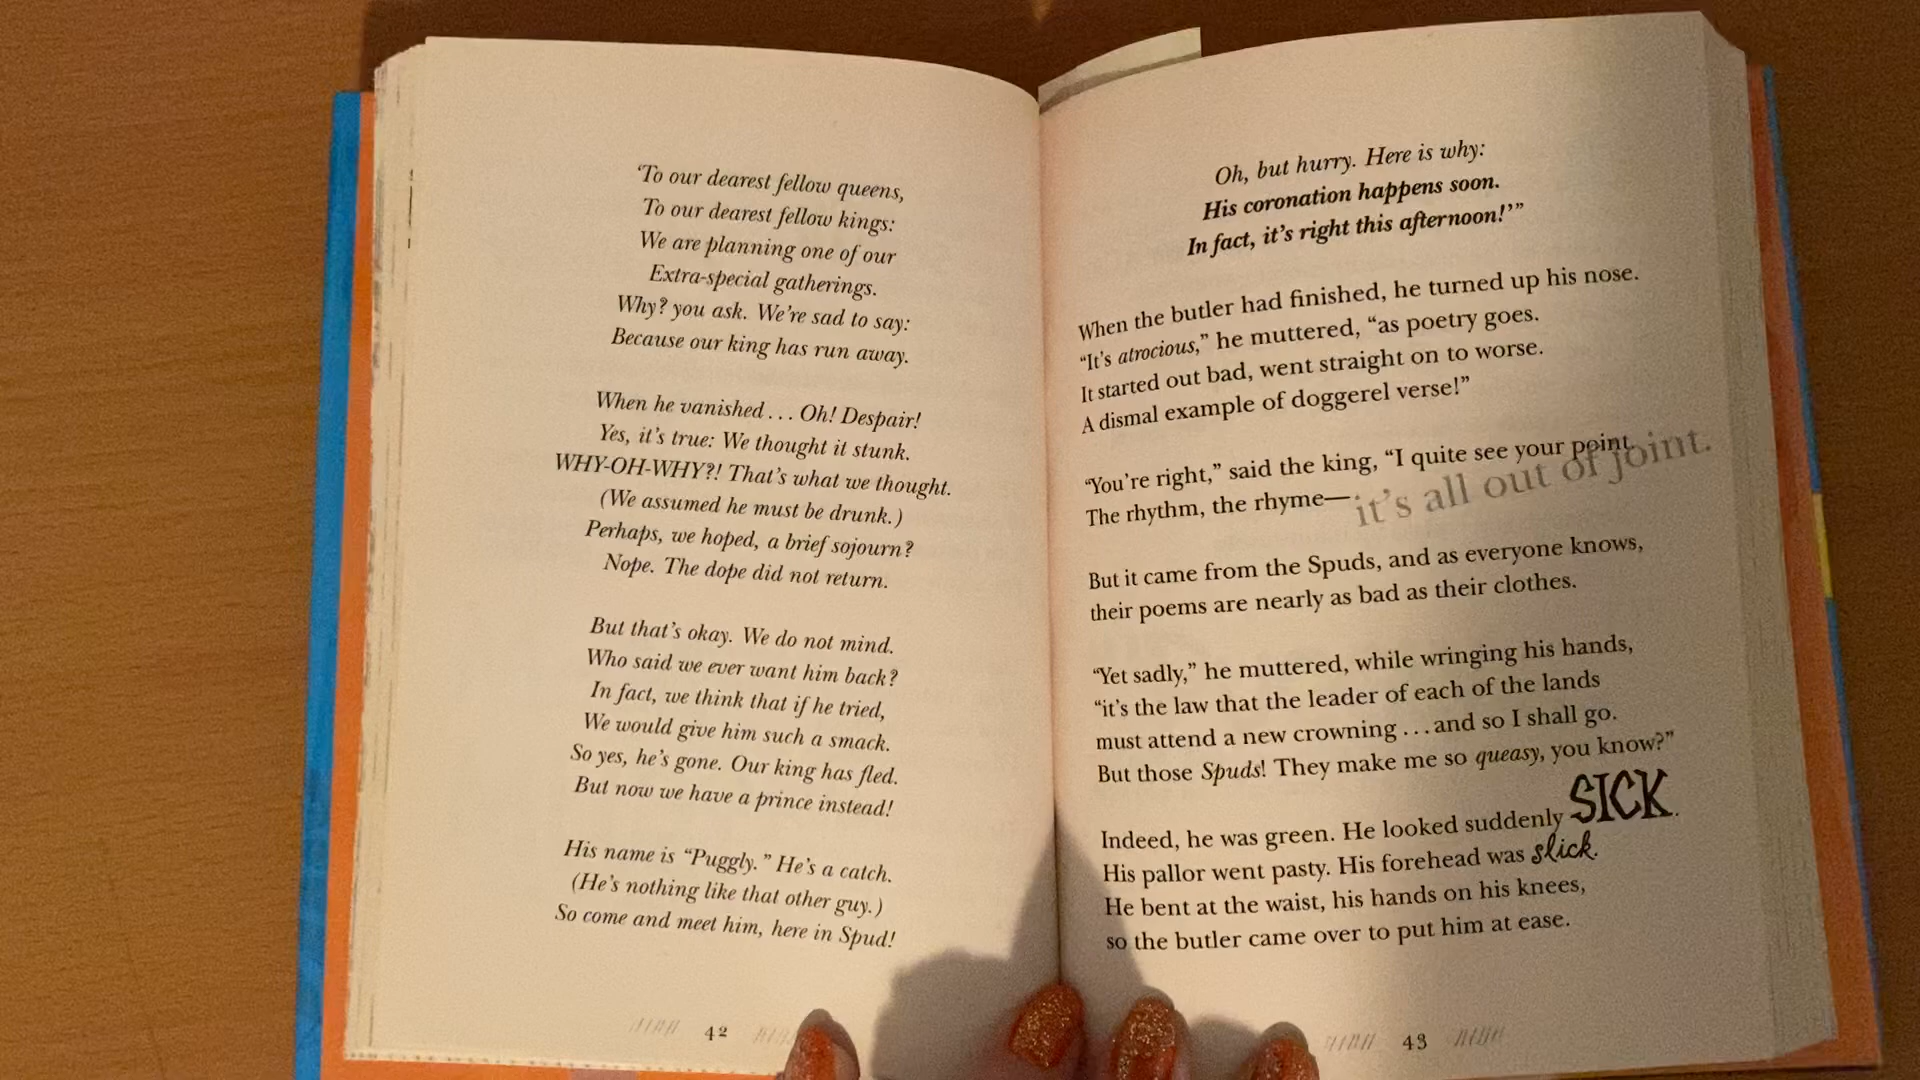 ‘To our dearest fellow queens,
To our dearest fellow kings:
We are planning one of our
Extra-special gatherings.
Why? you ask. We’re sad to say:
Because our king has run away.
When he vanished . . . Oh! Despair!
Yes, it’s true: We thought it stunk.
WHY-OH-WHY?! That’s what we thought.
(We assumed he must be drunk.)
Perhaps, we hoped, a brief sojourn?
Nope. The dope did not return.
But that’s okay. We do not mind.
Who said we ever want him back?
In fact, we think that if he tried,
We would give him such a smack.
So yes, he’s gone. Our king has fled.
But now we have a prince instead!
His name is “Puggly.” He’s a catch.
(He’s nothing like that other guy.)
So come and meet him, here in Spud!
42
Oh, but hurry. Here is why:
His coronation happens soon.
In fact, it’s right this afternoon!’”
When the butler had finished, he turned up his nose.
“It’s atrocious,” he muttered, “as poetry goes.
It started out bad, went straight on to worse.
A dismal example of doggerel verse!”
“You’re right,” said the king, “I quite see your point.
The rhythm, the rhyme—it’s all out of joint.
But it came from the Spuds, and as everyone knows,
their poems are nearly as bad as their clothes.
“Yet sadly,” he muttered, while wringing his hands,
“it’s the law that the leader of each of the lands
must attend a new crowning . . . and so I shall go.
But those Spuds! They make me so queasy, you know?”
Indeed, he was green. He looked suddenly SICK.
His pallor went pasty. His forehead was slick.
He bent at the waist, his hands on his knees,
so the butler came over to put him at ease.
43